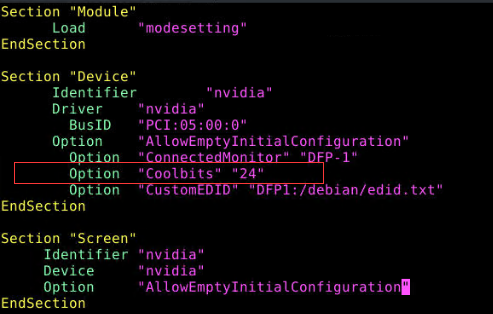 Section "Module"
Load "modesetting"
EndSection
Section "Device"
Identifier "nvidia"
Driver "nvidia"
BusID "PCI:05:00:0"
Option "AllowEmptyInitialConfiguration"
Option "ConnectedMonitor" "DFP-1"
Option "Coolbits" "24"
Option "CustomEDID" "DFP1:/debian/edid.txt"
EndSection
Section "Screen"
Identifier "nvidia"
Device "nvidia"
Option "AllowEmptyInitialConfiguration"
EndSection